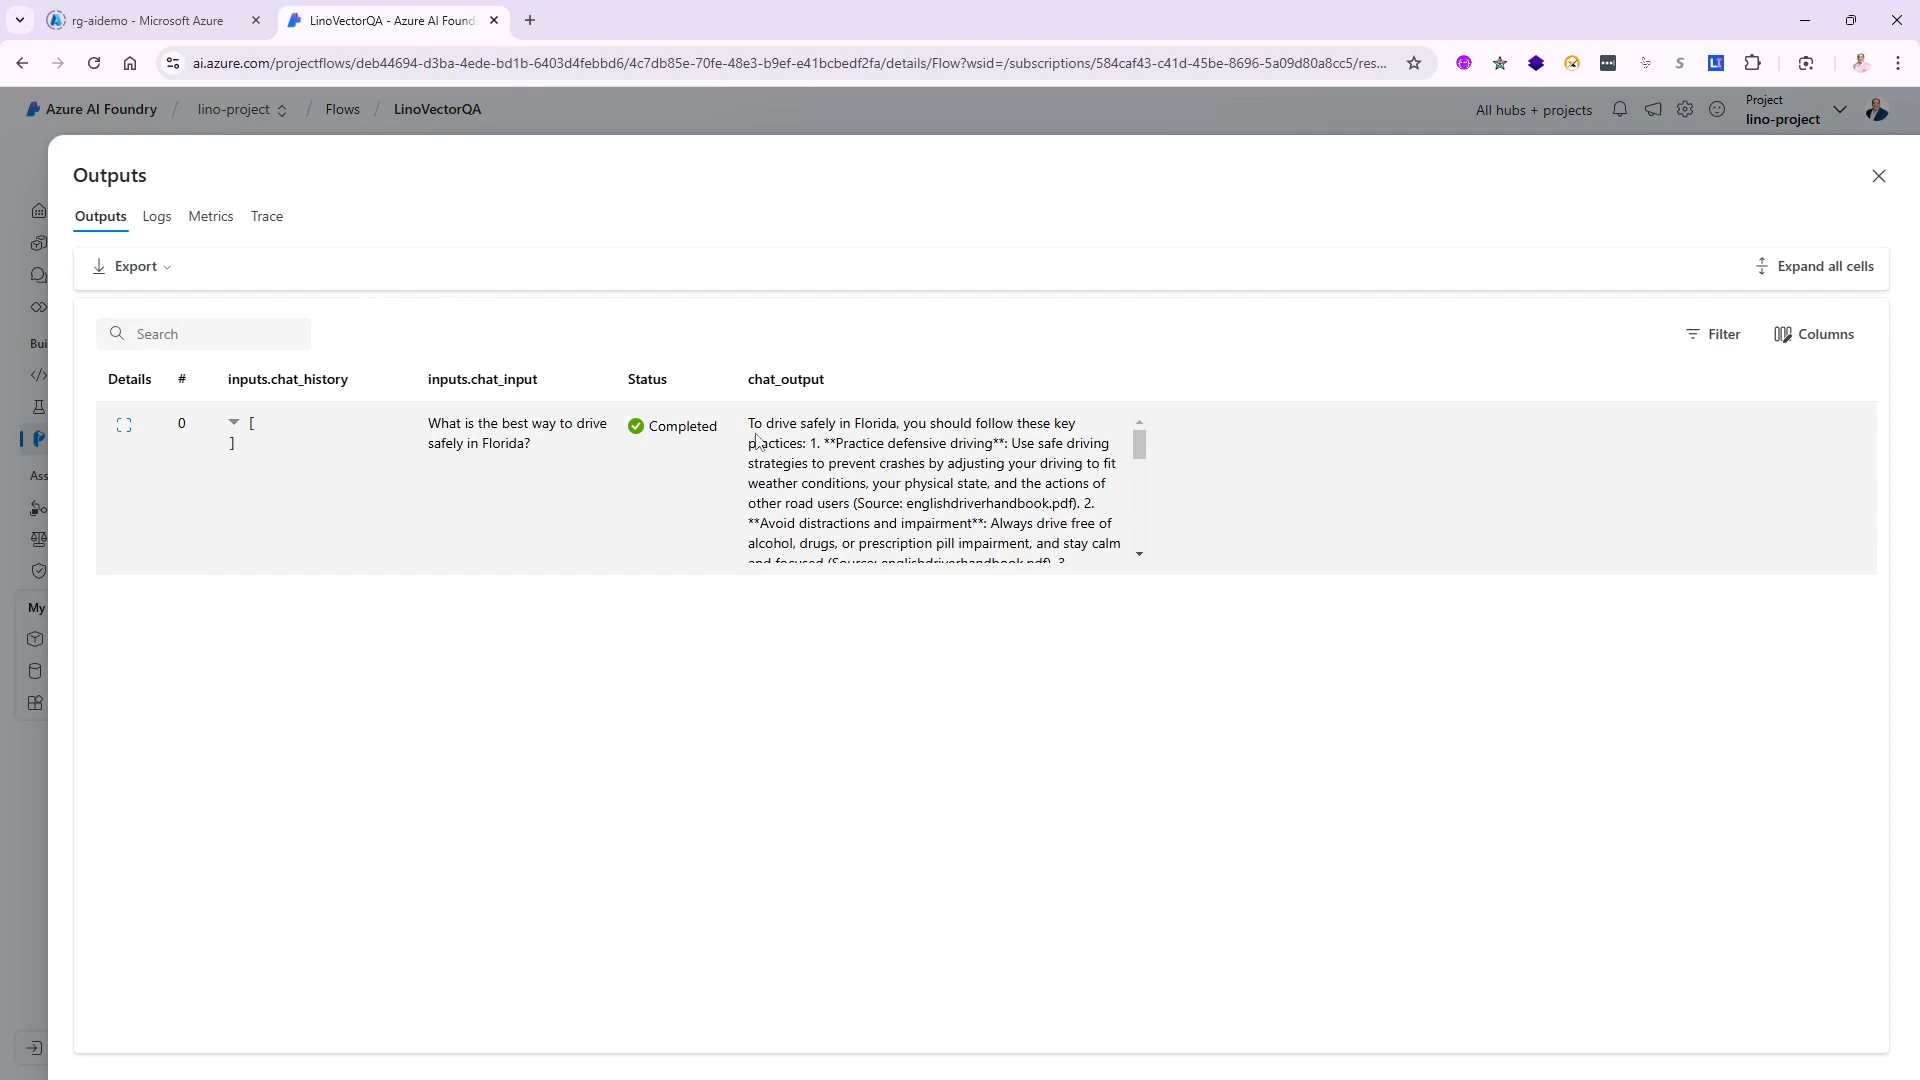 rg-aidemo - Microsoft Azure
LinoVectorQA - Azure AI Found
ai.azure.com/projectflows/deb44694-d3ba-4ede-bd1b-6403d4febbd6/4c7db85e-70fe-48e3-b9ef-e41bcbedf2fa/details/Flow?wsid=/subscriptions/584caf43-c41d-45be-8696-5a09d80a8cc5/res...
Azure AI Foundry / lino-project / Flows / LinoVectorQA
All hubs + projects
Project
lino-project
Outputs
Outputs Logs Metrics Trace
Export
Expand all cells
Search
Filter
Columns
Bui
Ass
My
Details # inputs.chat_history inputs.chat_input Status chat_output
0
[
]
What is the best way to drive
safely in Florida?
Completed
To drive safely in Florida, you should follow these key
practices: 1. **Practice defensive driving**: Use safe driving
strategies to prevent crashes by adjusting your driving to fit
weather conditions, your physical state, and the actions of
other road users (Source: englishdriverhandbook.pdf). 2.
**Avoid distractions and impairment**: Always drive free of
alcohol, drugs, or prescription pill impairment, and stay calm
and focused (Source: englishdriverhandbook.pdf). 3.